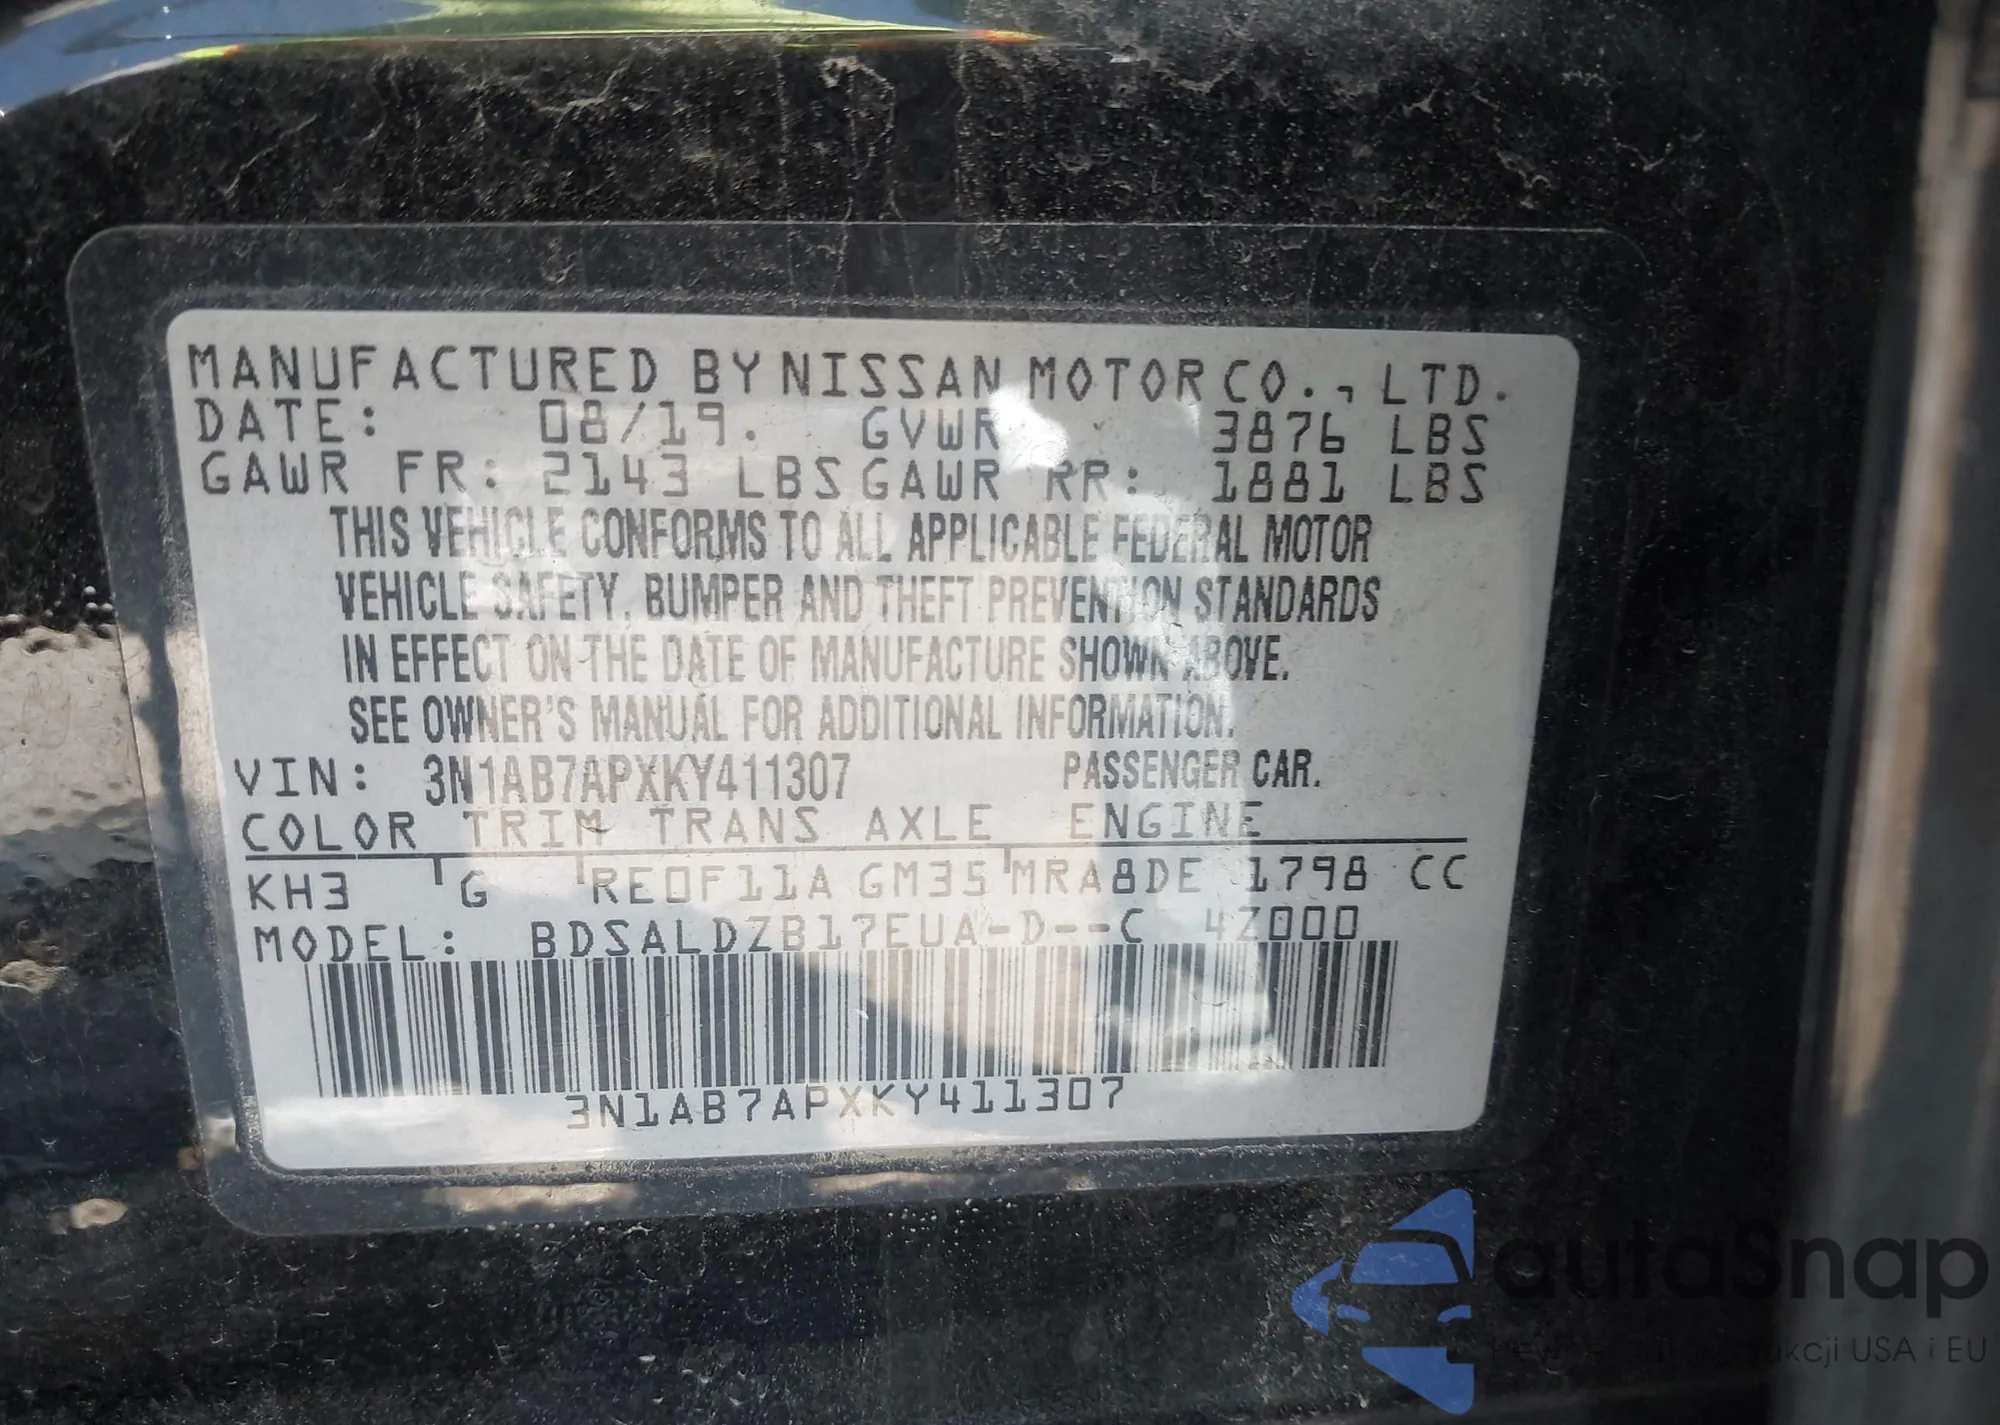 MANUFACTURED BY NISSAN MOTOR CO., LTD.
DATE: 08/19. GVWR 3876 LBS
GAWR FR: 2143 LBS GAWR RR: 1881 LBS
THIS VEHICLE CONFORMS TO ALL APPLICABLE FEDERAL MOTOR
VEHICLE SAFETY, BUMPER AND THEFT PREVENTION STANDARDS
IN EFFECT ON THE DATE OF MANUFACTURE SHOWN ABOVE.
SEE OWNER'S MANUAL FOR ADDITIONAL INFORMATION.
VIN: 3N1AB7APXKY411307 PASSENGER CAR.
COLOR TRIM TRANS AXLE ENGINE
KH3 G RE0F11A GM35 MRA8DE 1798 CC
MODEL: BDSALDZB17EUA-D--C 4Z000
3N1AB7APXKY411307
autaSnap
USA i EU